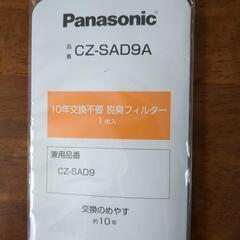 Panasonic
品番 CZ-SAD9A
10年交換不要 脱臭フィルター
1枚入
兼用品番
CZ-SAD9
交換のめやす
約10年